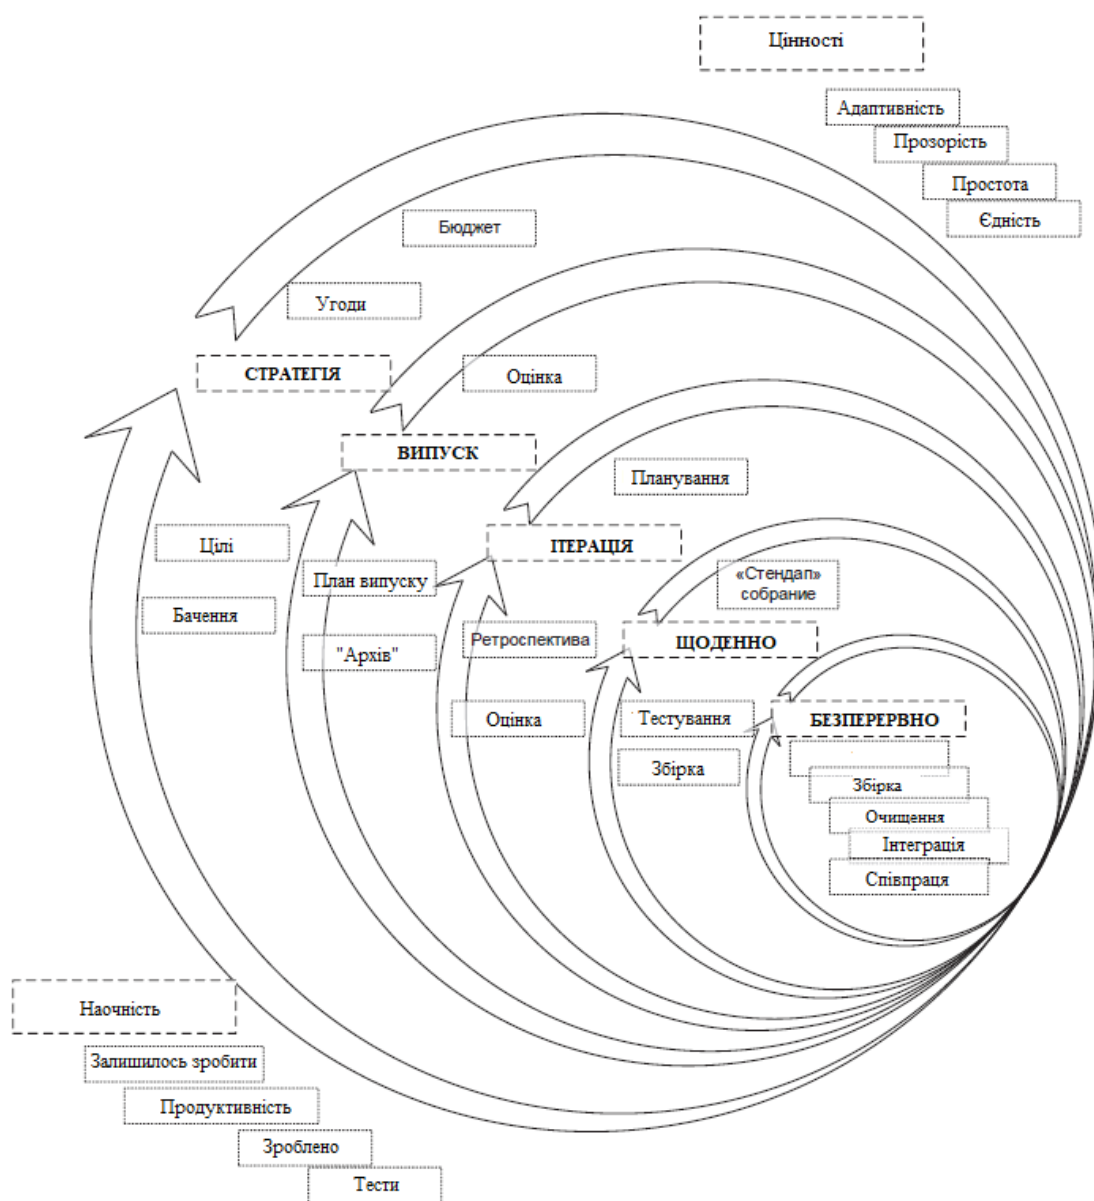 Цінності
Адаптивність
Прозорість
Простота
Єдність
Бюджет
Угоди
СТРАТЕГІЯ
Оцінка
ВИПУСК
Планування
Цілі
ІТЕРАЦІЯ
План випуску
«Стендап»
собрание
Бачення
"Архів"
Ретроспектива
ЩОДЕННО
Оцінка
Тестування
БЕЗПЕРЕРВНО
Збірка
Збірка
Очищення
Інтеграція
Співпраця
Наочність
Залишилось зробити
Продуктивність
Зроблено
Тести